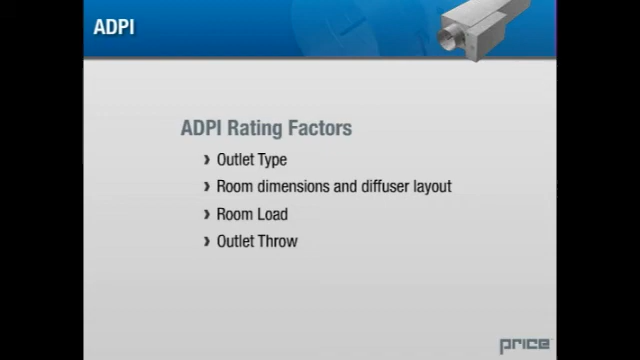 ADPI
ADPI Rating Factors
› Outlet Type
› Room dimensions and diffuser layout
› Room Load
› Outlet Throw
price